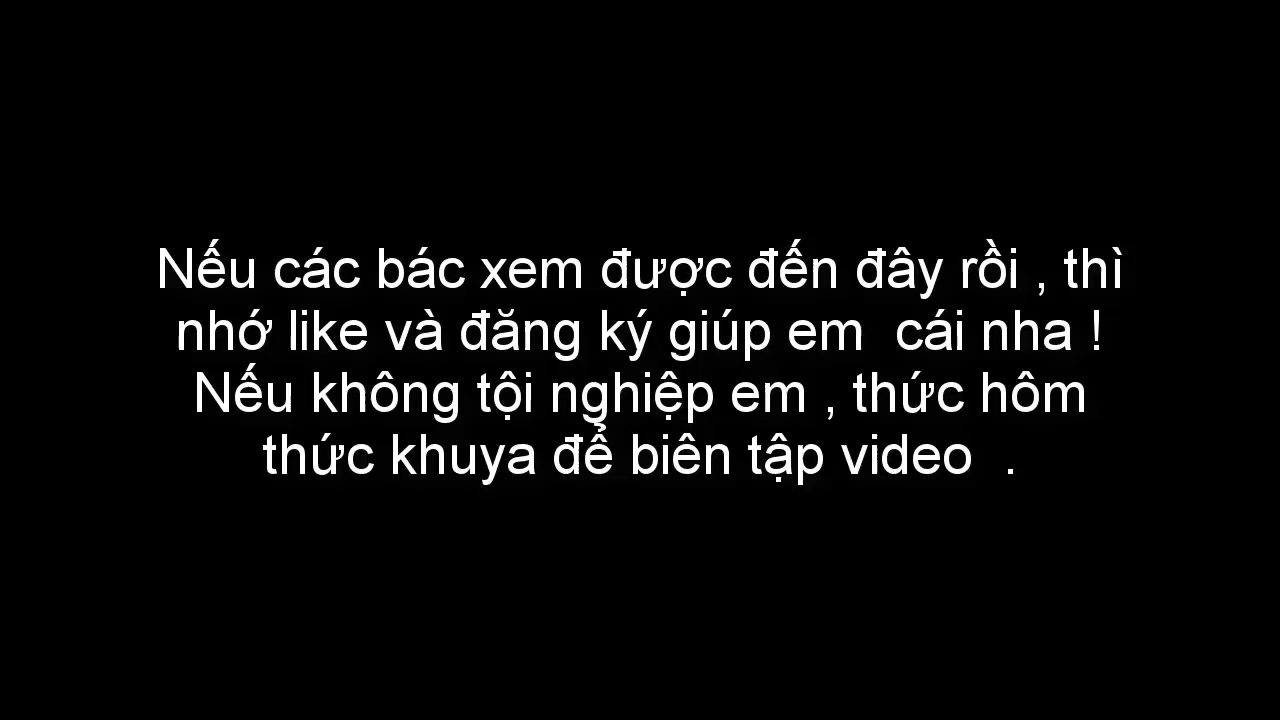 Nếu các bác xem được đến đây rồi , thì
nhớ like và đăng ký giúp em  cái nha !
Nếu không tội nghiệp em , thức hôm
thức khuya để biên tập video  .